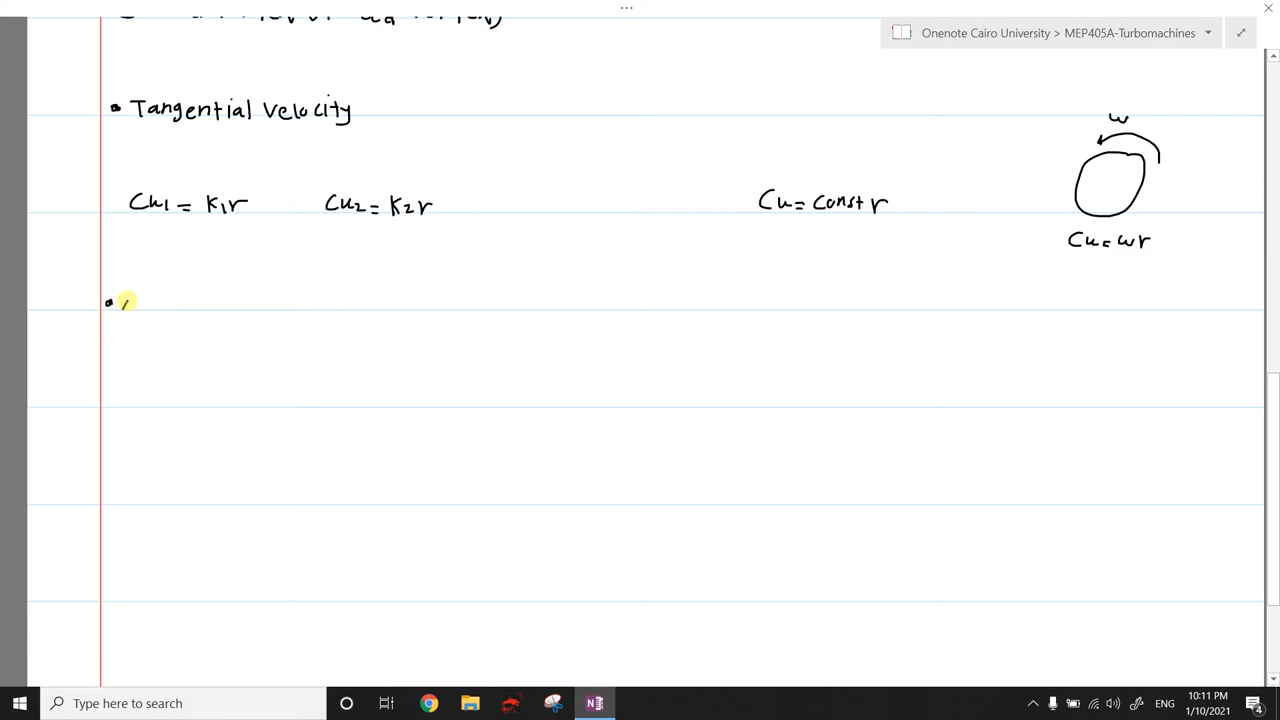 Onenote Cairo University > MEP405A-Turbomachines
• Tangential Velocity
ω
Cu1 = K1r Cu2 = K2r Cu = const r
Cu = ωr
•
Type here to search
ENG
10:11 PM
1/10/2021
4